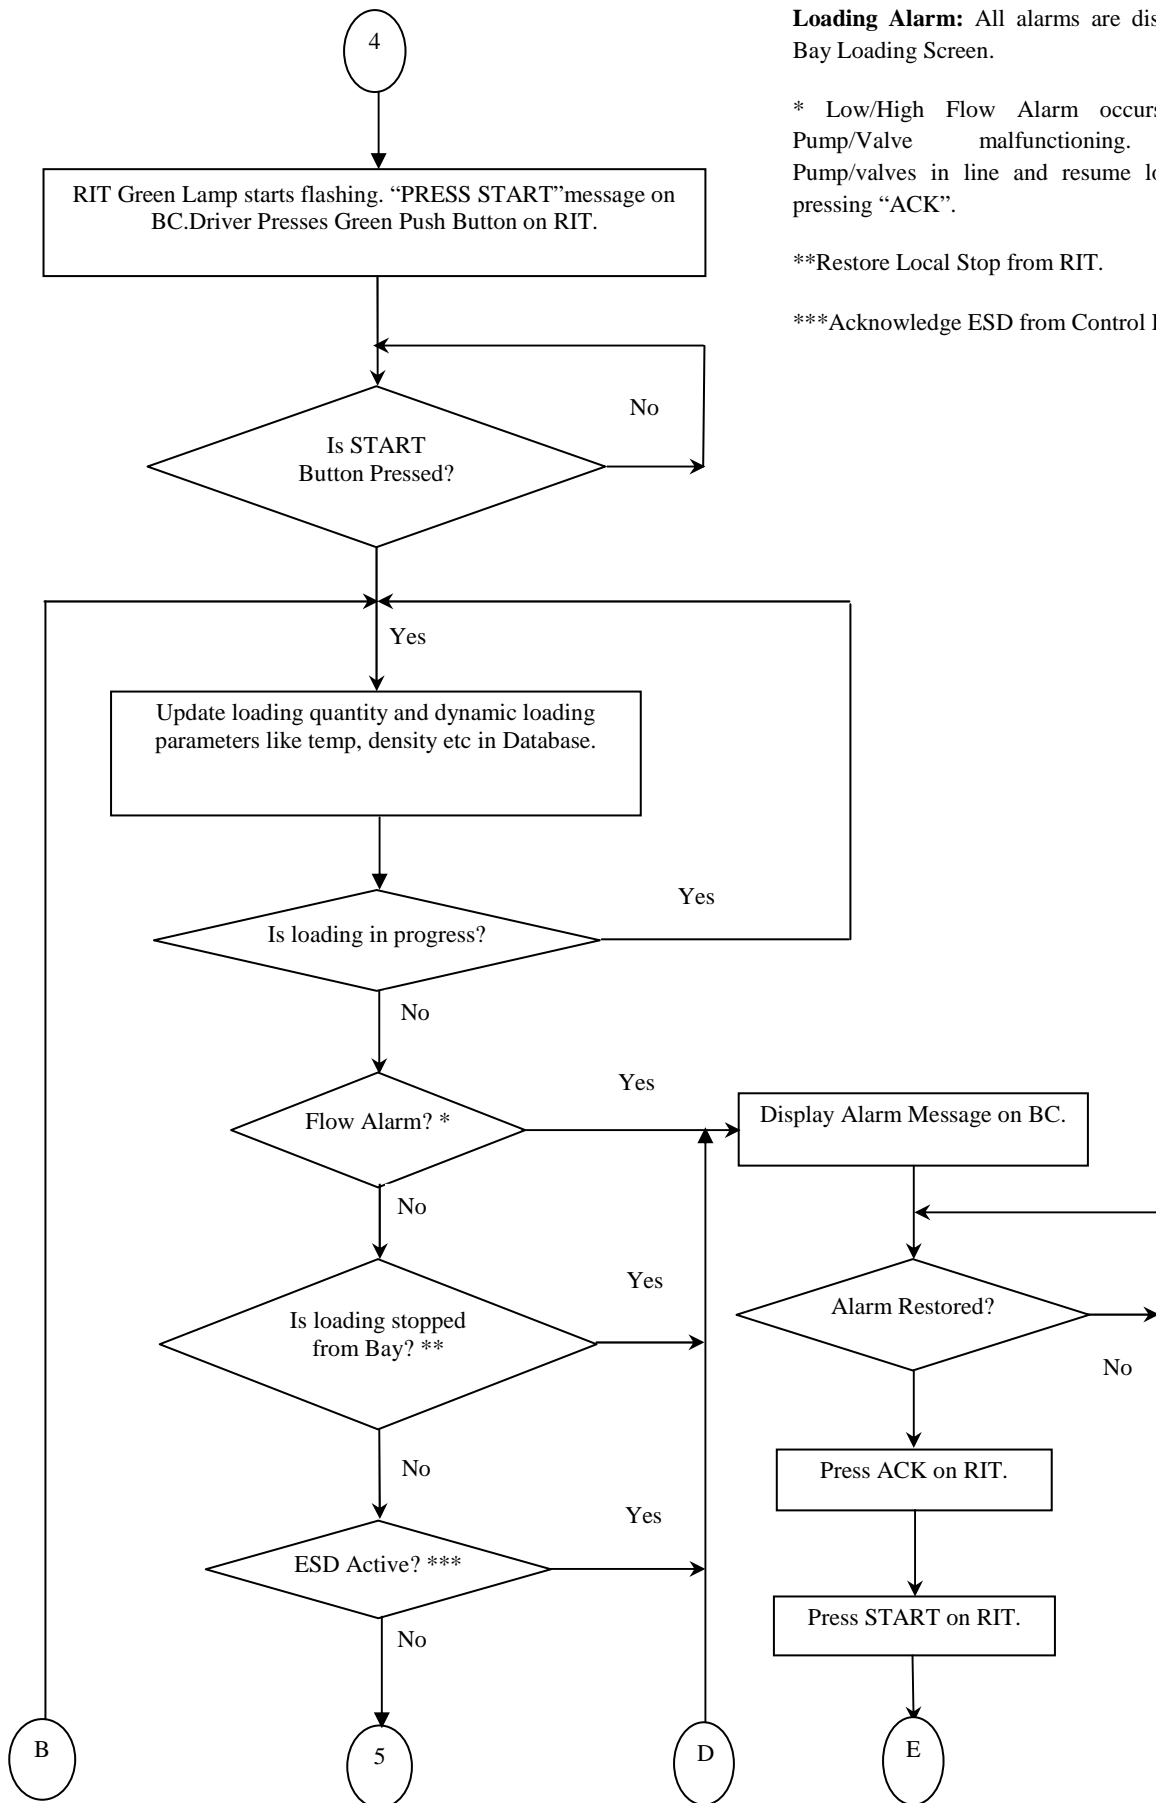 4
Loading Alarm: All alarms are
Bay Loading Screen.
* Low/High Flow Alarm occurs
Pump/Valve malfunctioning.
Pump/valves in line and resume
pressing “ACK”.
**Restore Local Stop from RIT.
***Acknowledge ESD from Control
RIT Green Lamp starts flashing. “PRESS START”message on
BC.Driver Presses Green Push Button on RIT.
No
Is START
Button Pressed?
Yes
Update loading quantity and dynamic loading
parameters like temp, density etc in Database.
Yes
Is loading in progress?
No
Yes
Flow Alarm? *
Display Alarm Message on BC.
No
Yes
Is loading stopped
from Bay? **
Alarm Restored?
No
No
Press ACK on RIT.
Yes
ESD Active? ***
Press START on RIT.
No
B
5
D
E